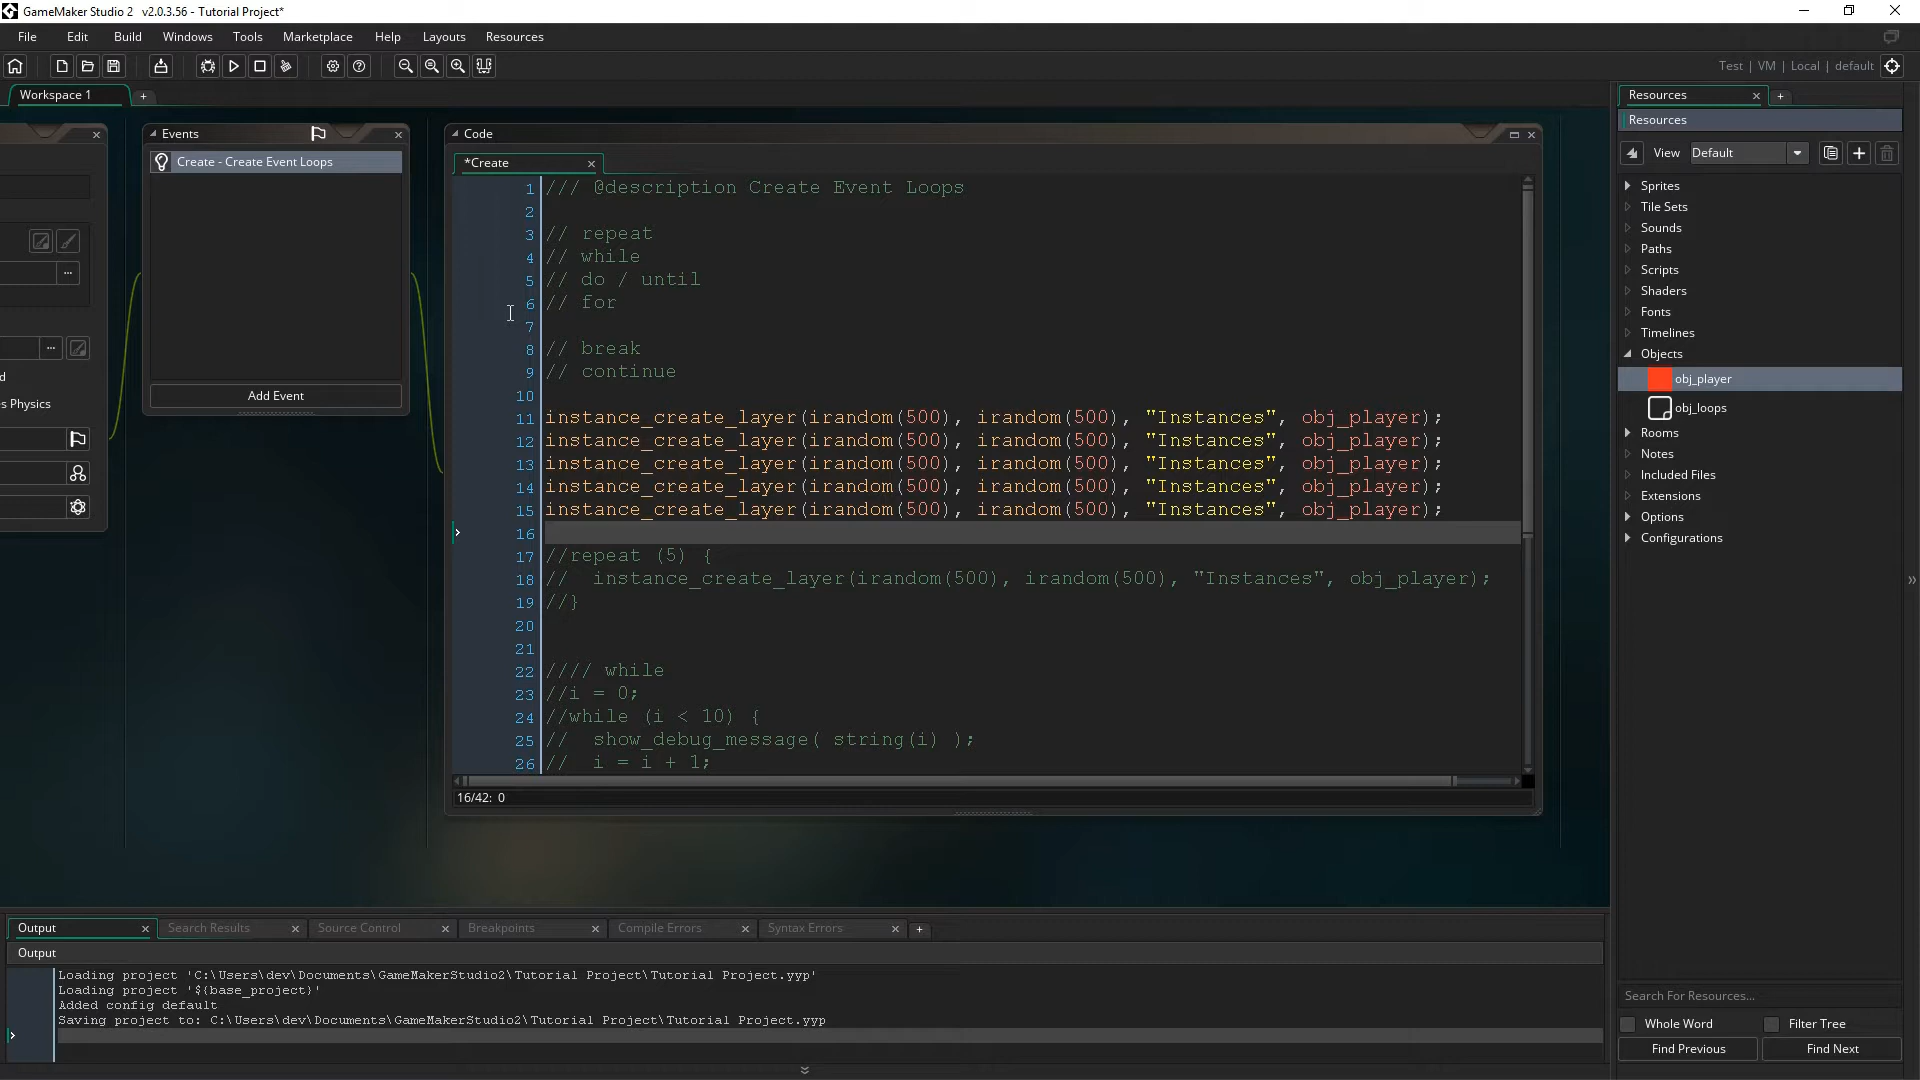 GameMaker Studio 2 v2.0.3.56 - Tutorial Project*
File Edit Build Windows Tools Marketplace Help Layouts Resources
Test | VM | Local | default
Workspace 1
Events
Create - Create Event Loops
Add Event
d
es Physics
Code
*Create
1 /// @description Create Event Loops
2
3 // repeat
4 // while
5 // do / until
6 // for
7
8 // break
9 // continue
10
11 instance_create_layer(irandom(500), irandom(500), "Instances", obj_player);
12 instance_create_layer(irandom(500), irandom(500), "Instances", obj_player);
13 instance_create_layer(irandom(500), irandom(500), "Instances", obj_player);
14 instance_create_layer(irandom(500), irandom(500), "Instances", obj_player);
15 instance_create_layer(irandom(500), irandom(500), "Instances", obj_player);
16
17 //repeat (5) {
18 //  instance_create_layer(irandom(500), irandom(500), "Instances", obj_player);
19 //}
20
21
22 //// while
23 //i = 0;
24 //while (i < 10) {
25 //  show_debug_message( string(i) );
26 //  i = i + 1;
16/42: 0
Resources
Resources
View Default
Sprites
Tile Sets
Sounds
Paths
Scripts
Shaders
Fonts
Timelines
Objects
obj_player
obj_loops
Rooms
Notes
Included Files
Extensions
Options
Configurations
Search For Resources...
Whole Word Filter Tree
Find Previous Find Next
Output Search Results Source Control Breakpoints Compile Errors Syntax Errors
Output
Loading project 'C:\Users\dev\Documents\GameMakerStudio2\Tutorial Project\Tutorial Project.yyp'
Loading project '${base_project}'
Added config default
Saving project to: C:\Users\dev\Documents\GameMakerStudio2\Tutorial Project\Tutorial Project.yyp